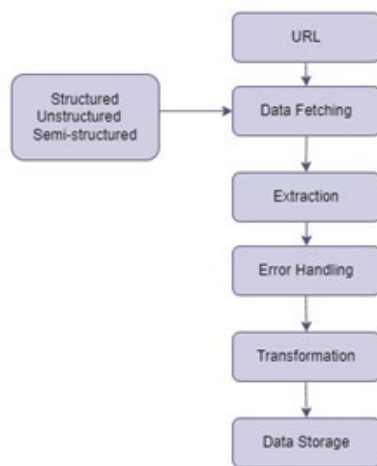 URL
Structured
Unstructured
Semi-structured
Data Fetching
Extraction
Error Handling
Transformation
Data Storage